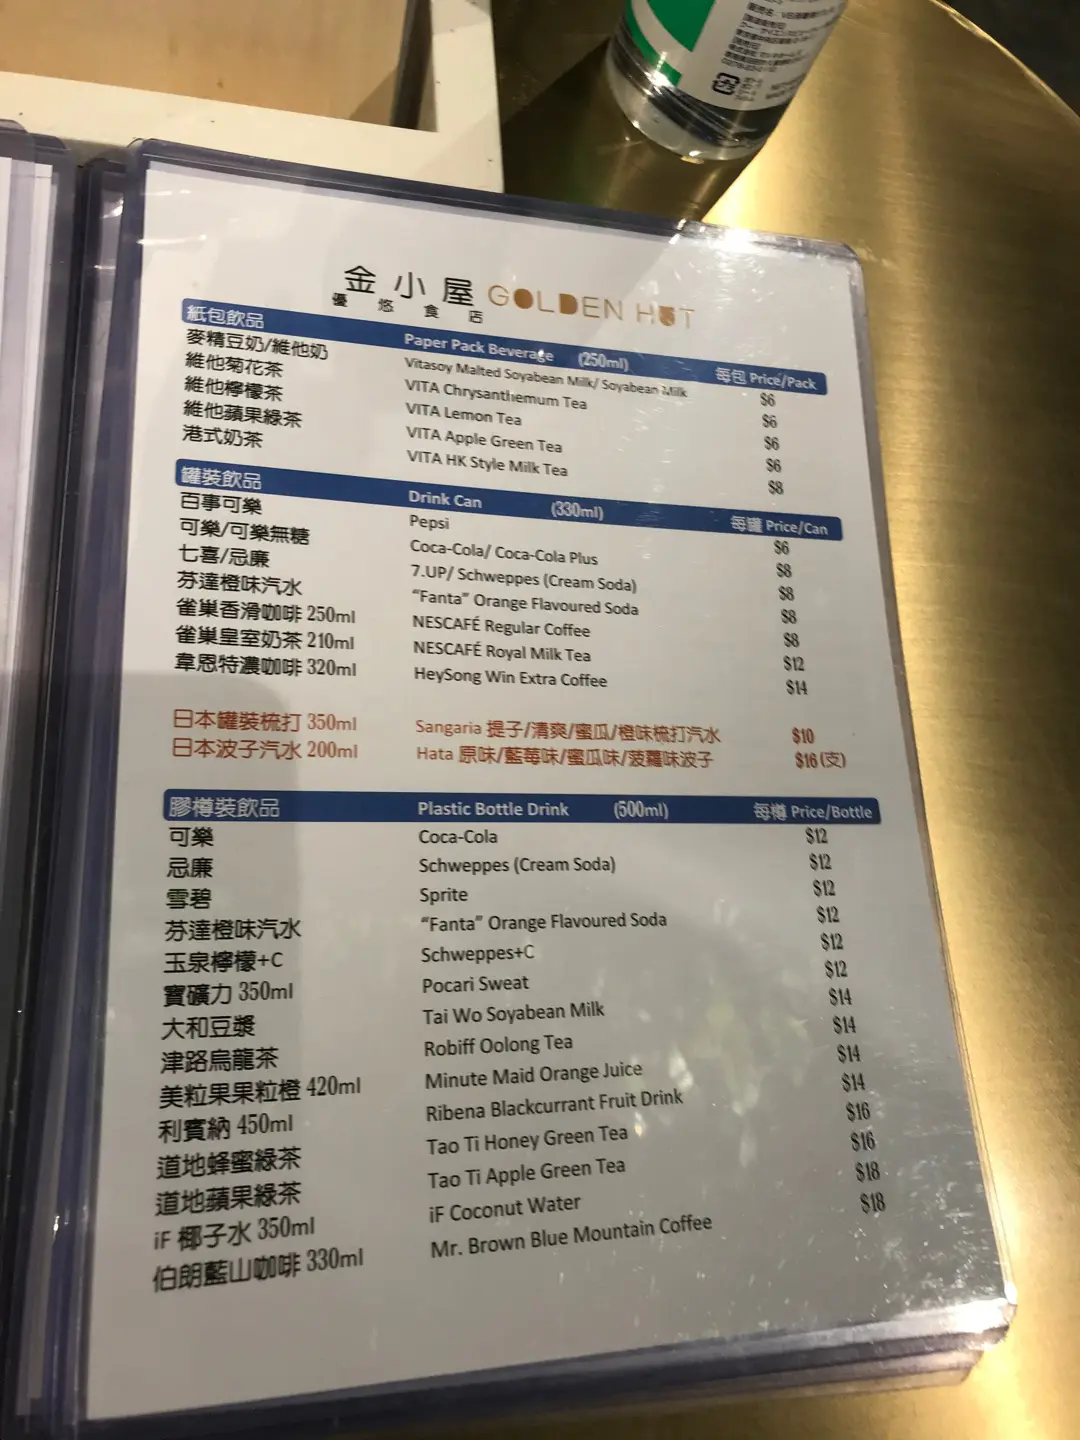 金小屋 GOLDEN HUT
優悠食店
紙包飲品 Paper Pack Beverage (250ml) 每包 Price/Pack
麥精豆奶/維他奶 Vitasoy Malted Soyabean Milk/ Soyabean Milk $6
維他菊花茶 VITA Chrysanthemum Tea $6
維他檸檬茶 VITA Lemon Tea $6
維他蘋果綠茶 VITA Apple Green Tea $6
港式奶茶 VITA HK Style Milk Tea $8
罐裝飲品 Drink Can (330ml) 每罐 Price/Can
百事可樂 Pepsi $6
可樂/可樂無糖 Coca-Cola/ Coca-Cola Plus $8
七喜/忌廉 7.UP/ Schweppes (Cream Soda) $8
芬達橙味汽水 “Fanta” Orange Flavoured Soda $8
雀巢香滑咖啡 250ml NESCAFÉ Regular Coffee $8
雀巢皇室奶茶 210ml NESCAFÉ Royal Milk Tea $12
韋恩特濃咖啡 320ml HeySong Win Extra Coffee $14
日本罐裝梳打 350ml Sangaria 提子/清爽/蜜瓜/橙味梳打汽水 $10
日本波子汽水 200ml Hata 原味/藍莓味/蜜瓜味/菠蘿味波子 $16(支)
膠樽裝飲品 Plastic Bottle Drink (500ml) 每樽 Price/Bottle
可樂 Coca-Cola $12
忌廉 Schweppes (Cream Soda) $12
雪碧 Sprite $12
芬達橙味汽水 “Fanta” Orange Flavoured Soda $12
玉泉檸檬+C Schweppes+C $12
寶礦力 350ml Pocari Sweat $12
大和豆漿 Tai Wo Soyabean Milk $14
津路烏龍茶 Robiff Oolong Tea $14
美粒果果粒橙 420ml Minute Maid Orange Juice $14
利賓納 450ml Ribena Blackcurrant Fruit Drink $14
道地蜂蜜綠茶 Tao Ti Honey Green Tea $16
道地蘋果綠茶 Tao Ti Apple Green Tea $16
iF 椰子水 350ml iF Coconut Water $18
伯朗藍山咖啡 330ml Mr. Brown Blue Mountain Coffee $18